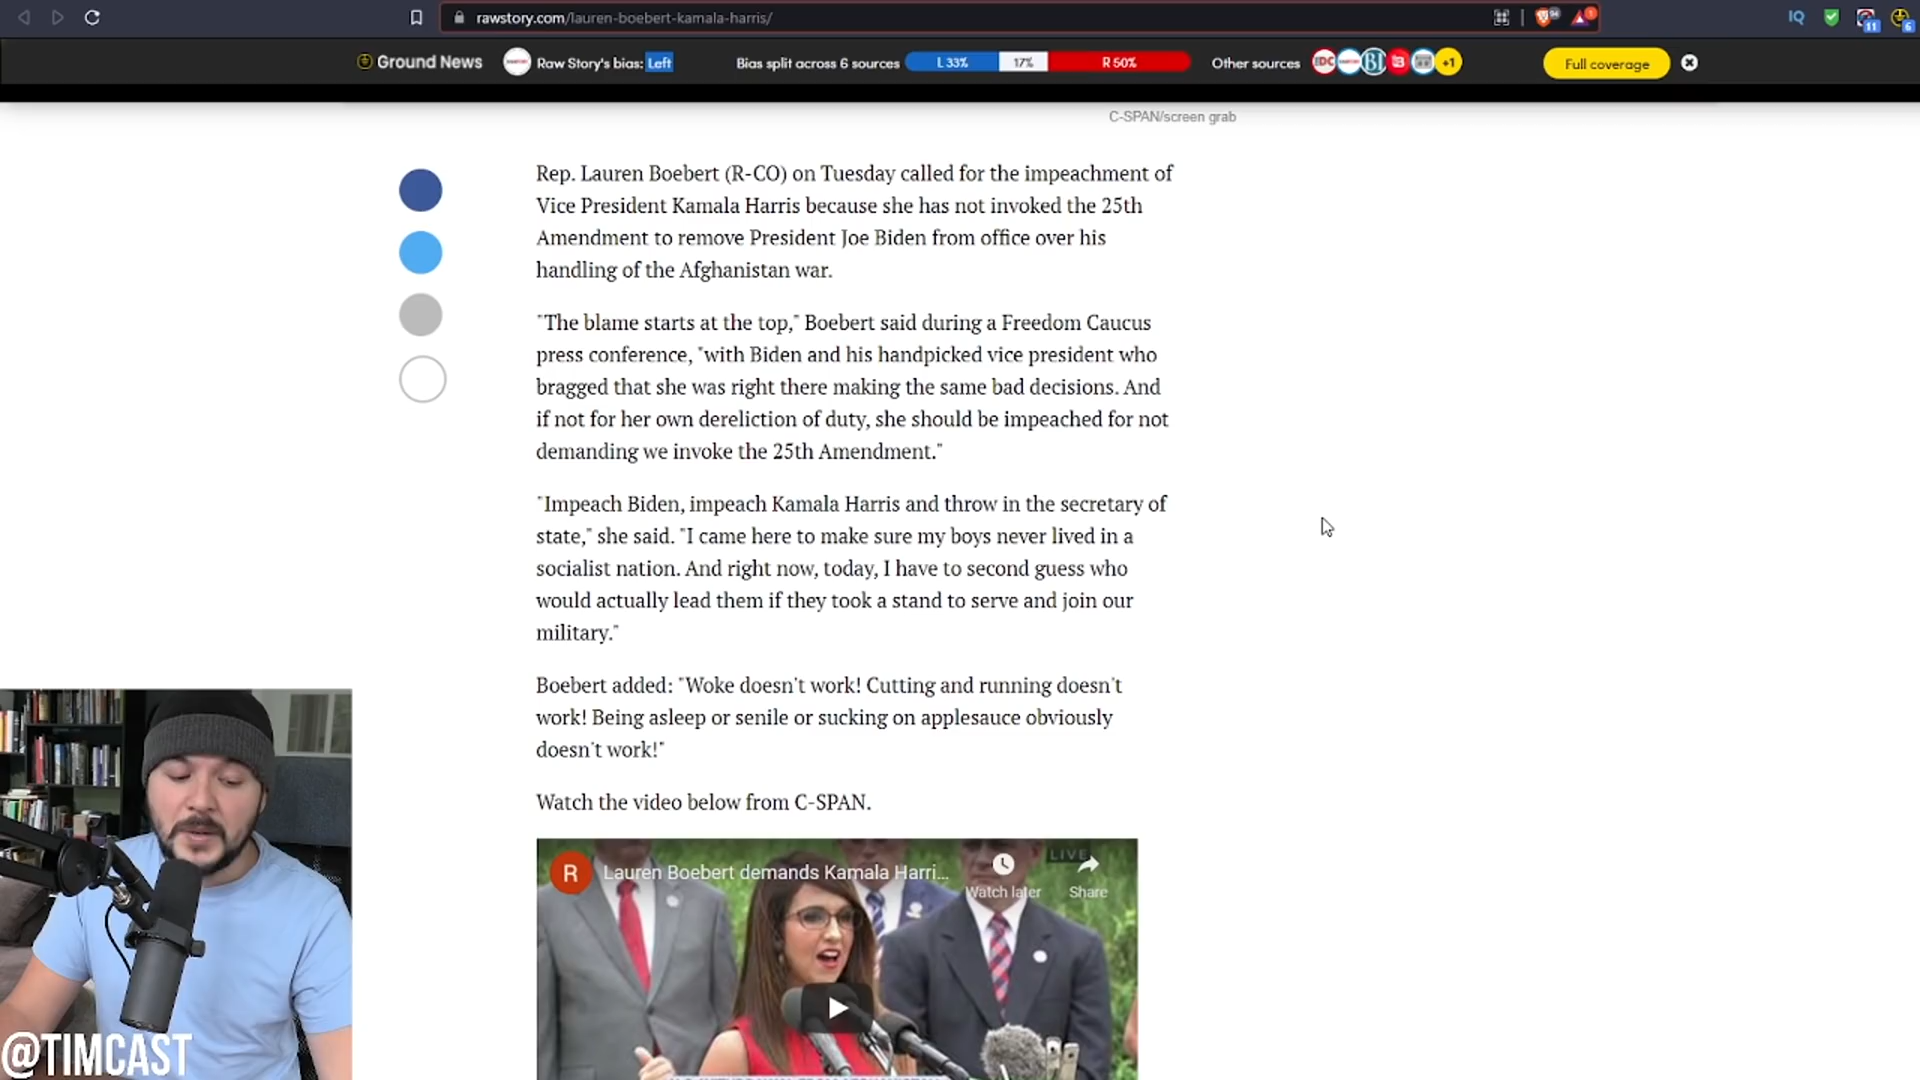 rawstory.com/lauren-boebert-kamala-harris/
IQ
11
6
Ground News
Raw Story's bias: Left
Bias split across 6 sources
L 33%
17%
R 50%
Other sources
+1
Full coverage
C-SPAN/screen grab
Rep. Lauren Boebert (R-CO) on Tuesday called for the impeachment of
Vice President Kamala Harris because she has not invoked the 25th
Amendment to remove President Joe Biden from office over his
handling of the Afghanistan war.
"The blame starts at the top," Boebert said during a Freedom Caucus
press conference, "with Biden and his handpicked vice president who
bragged that she was right there making the same bad decisions. And
if not for her own dereliction of duty, she should be impeached for not
demanding we invoke the 25th Amendment."
"Impeach Biden, impeach Kamala Harris and throw in the secretary of
state," she said. "I came here to make sure my boys never lived in a
socialist nation. And right now, today, I have to second guess who
would actually lead them if they took a stand to serve and join our
military."
Boebert added: "Woke doesn't work! Cutting and running doesn't
work! Being asleep or senile or sucking on applesauce obviously
doesn't work!"
Watch the video below from C-SPAN.
R
Lauren Boebert demands Kamala Harri...
LIVE
Watch later
Share
@TIMCAST